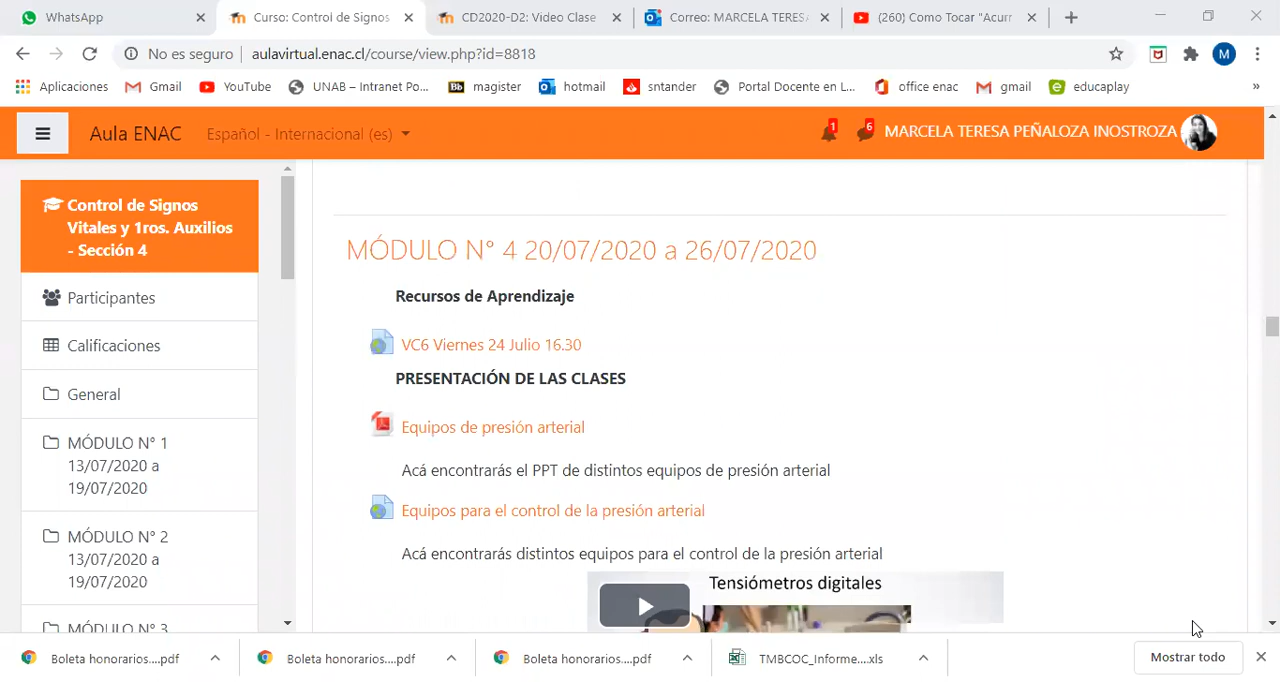 WhatsApp
Curso: Control de Signos
CD2020-D2: Video Clase
Correo: MARCELA TERESA
(260) Como Tocar "Acurr
No es seguro | aulavirtual.enac.cl/course/view.php?id=8818
M
Aplicaciones
Gmail
YouTube
UNAB – Intranet Po...
Bb magister
hotmail
sntander
Portal Docente en L...
office enac
gmail
educaplay
»
Aula ENAC
Español - Internacional (es)
1
6
MARCELA TERESA PEÑALOZA INOSTROZA
Control de Signos
Vitales y 1ros. Auxilios
- Sección 4
Participantes
Calificaciones
General
MÓDULO N° 1
13/07/2020 a
19/07/2020
MÓDULO N° 2
13/07/2020 a
19/07/2020
MÓDULO N° 3
MÓDULO N° 4 20/07/2020 a 26/07/2020
Recursos de Aprendizaje
VC6 Viernes 24 Julio 16.30
PRESENTACIÓN DE LAS CLASES
Equipos de presión arterial
Acá encontrarás el PPT de distintos equipos de presión arterial
Equipos para el control de la presión arterial
Acá encontrarás distintos equipos para el control de la presión arterial
Tensiómetros digitales
Boleta honorarios....pdf
Boleta honorarios....pdf
Boleta honorarios....pdf
TMBCOC_Informe....xls
Mostrar todo